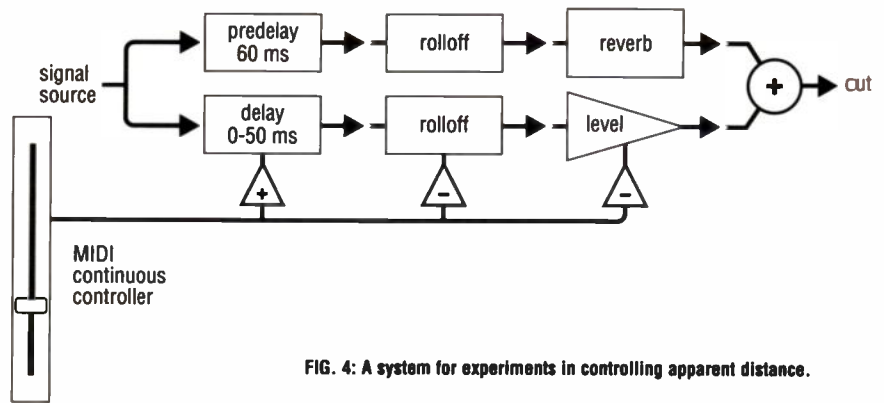 predelay
60 ms
rolloff
reverb
signal
source
+
cut
delay
0-50 ms
rolloff
level
+
-
-
MIDI
continuous
controller
FIG. 4: A system for experiments in controlling apparent distance.